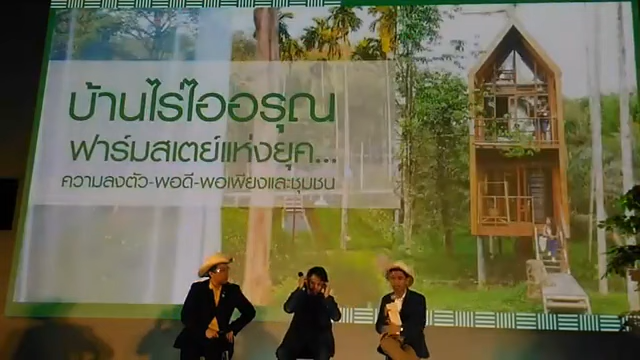 บ้านไร่ไออรุณ
ฟาร์มสเตย์แห่งยุค...
ความลงตัว-พอดี-พอเพียงและชุมชน